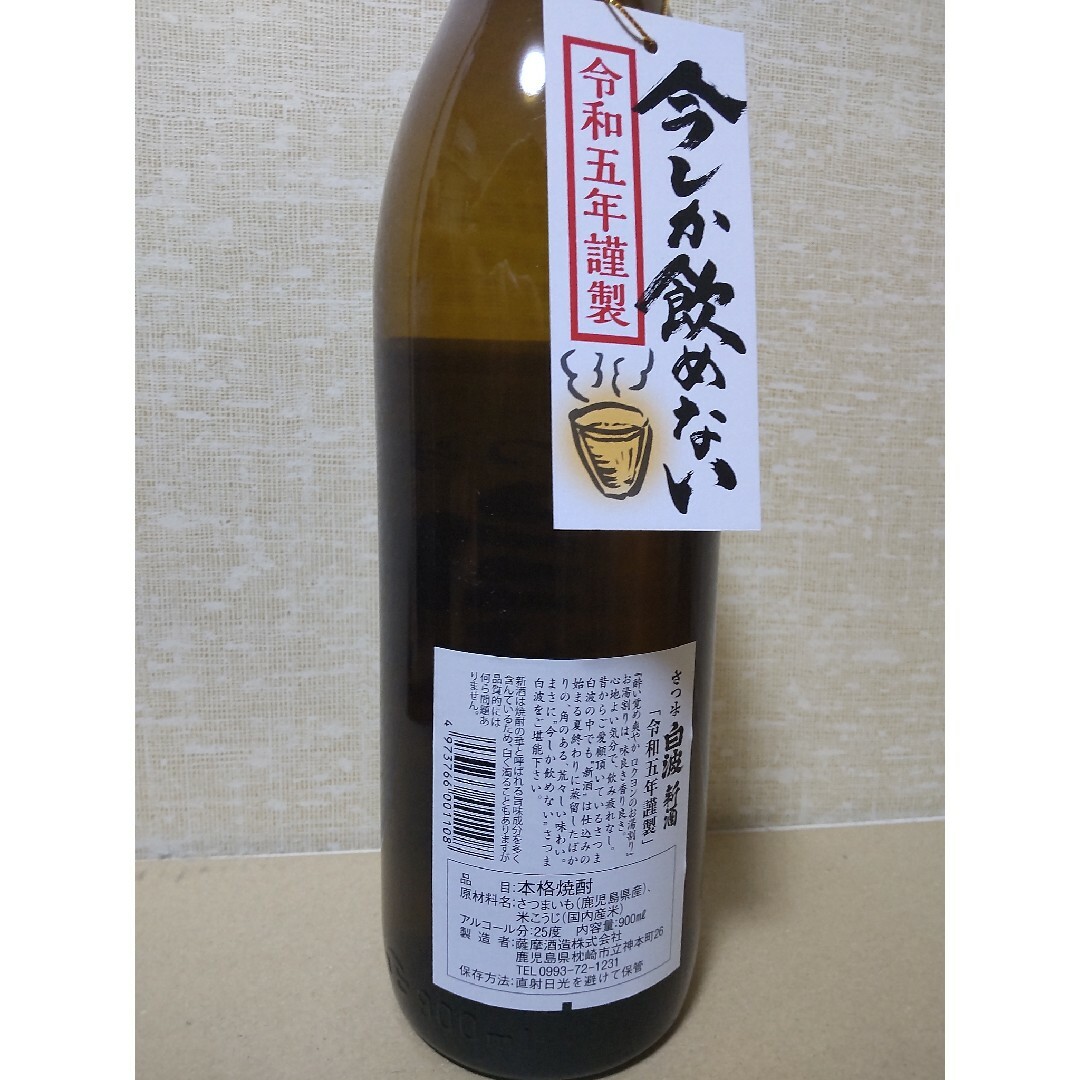 今しか飲めない
令和五年謹製
さつま
白波 新酒
「令和五年謹製」
『酔い覚め爽やか ロクヨンのお湯割り』
お湯割りは、味良き香り良き。
心地よい気分で、飲み疲れなし。
昔からご愛顧頂いているさつま
白波の中でも“新酒”は仕込みの
始まる夏終わりに蒸留したばか
りの、角のある、荒々しい味わい。
まさに“今しか飲めない”さつま
白波をご堪能下さい。
新酒は焼酎の華と呼ばれる旨味成分を多く
含んでいるため、白く濁ることもありますが
品質的には
何ら問題あ
りません。
4973766001108
品目:本格焼酎
原材料名:さつまいも(鹿児島県産)、
米こうじ(国内産米)
アルコール分:25度 内容量:900㎖
製造者:薩摩酒造株式会社
鹿児島県枕崎市立神本町26
TEL0993-72-1231
保存方法:直射日光を避けて保管